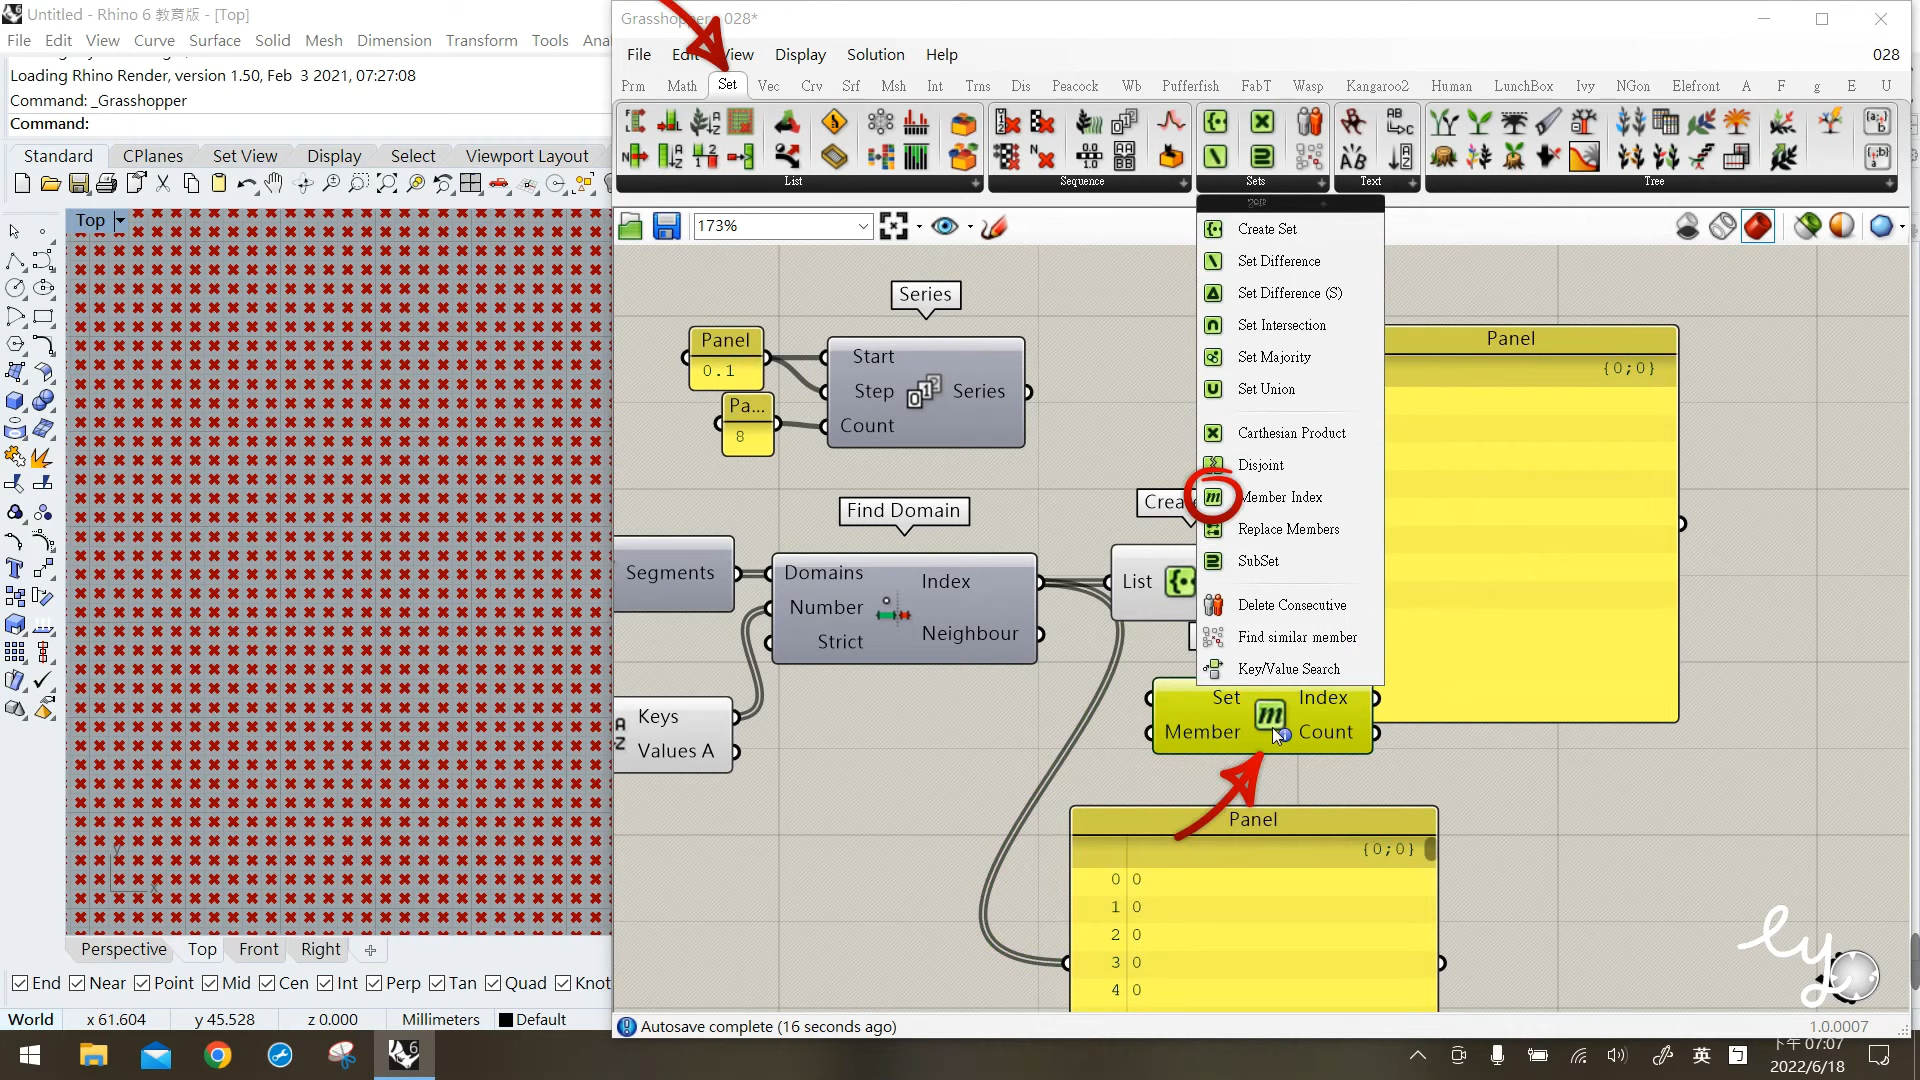 Untitled - Rhino 6 教育版 - [Top]
File Edit View Curve Surface Solid Mesh Dimension Transform Tools Ana
Loading Rhino Render, version 1.50, Feb 3 2021, 07:27:08
Command: _Grasshopper
Command:
Standard CPlanes Set View Display Select Viewport Layout
Top
Perspective Top Front Right
End Near Point Mid Cen Int Perp Tan Quad Knot
World x 61.604 y 45.528 z 0.000 Millimeters Default
028*
File Edit View Display Solution Help 028
Prm Math Set Vec Crv Srf Msh Int Trns Dis Peacock Wb Pufferfish FabT Wasp Kangaroo2 Human LunchBox Ivy NGon Elefront A F g E U
List Sequence Sets Text Tree
173%
Create Set
Set Difference
Set Difference (S)
Set Intersection
Set Majority
Set Union
Carthesian Product
Disjoint
Member Index
Replace Members
SubSet
Delete Consecutive
Find similar member
Key/Value Search
Series
Panel
0.1
Pa...
8
Start
Step Series
Count
Find Domain
Segments
Domains Index
Number
Strict Neighbour
Keys
Values A
Crea
List
Set Index
Member Count
Panel
{0;0}
Panel
{0;0}
0 0
1 0
2 0
3 0
4 0
ly
Autosave complete (16 seconds ago)
1.0.0007
英
下午 07:07
2022/6/18